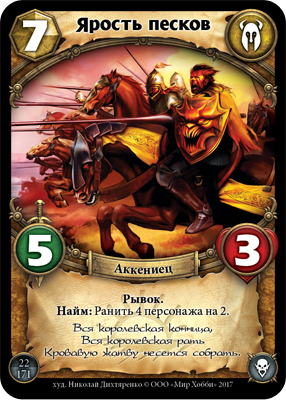 7
Ярость песков
5
Аккениец
3
Рывок.
Найм: Ранить 4 персонажа на 2.
Вся королевская конница,
Вся королевская рать
Кровавую жатву несется собрать.
22
171
худ. Николай Дихтяренко © ООО «Мир Хобби» 2017